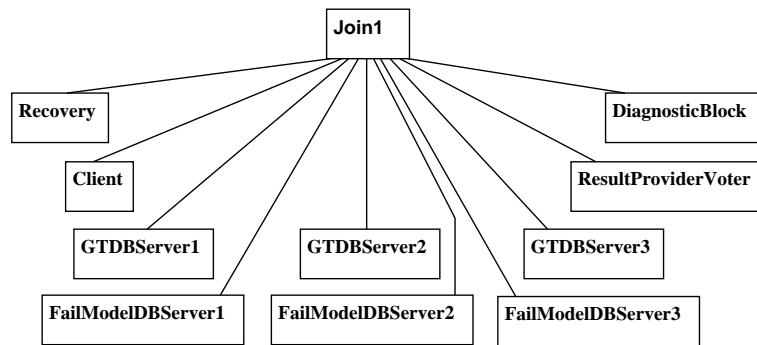 Join1
Recovery
DiagnosticBlock
Client
ResultProviderVoter
GTDBServer1
GTDBServer2
GTDBServer3
FailModelDBServer1
FailModelDBServer2
FailModelDBServer3